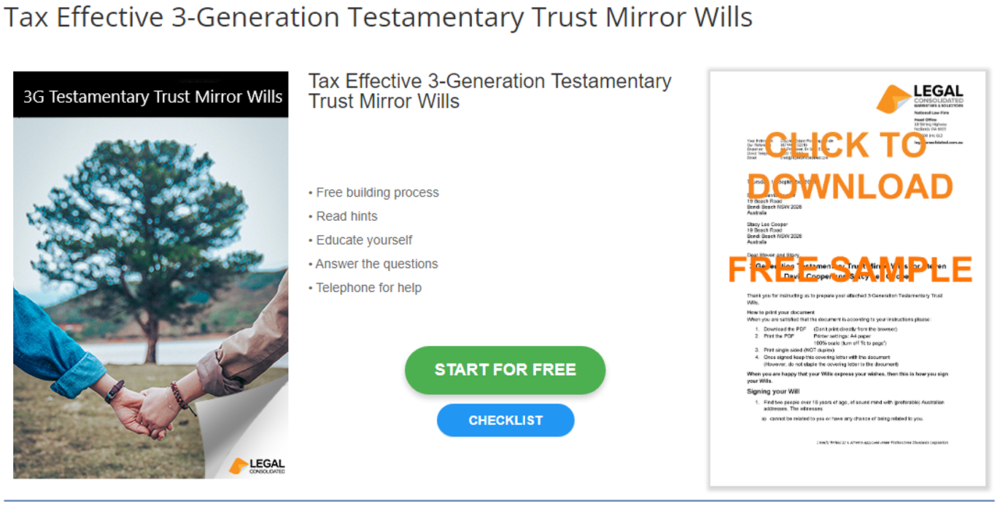 Tax Effective 3-Generation Testamentary Trust Mirror Wills
3G Testamentary Trust Mirror Wills
LEGAL
CONSOLIDATED
Tax Effective 3-Generation Testamentary
Trust Mirror Wills
• Free building process
• Read hints
• Educate yourself
• Answer the questions
• Telephone for help
START FOR FREE
CHECKLIST
LEGAL
CONSOLIDATED
BARRISTERS & SOLICITORS
National Law Firm
Head Office
18 Stirling Highway
Nedlands WA 6009
CLICK TO
DOWNLOAD
19 Beach Road
Bondi Beach NSW 2026
Australia
Stacy Lee Cooper
19 Beach Road
Bondi Beach NSW 2026
Australia
Dear Steven and Stacy
FREE SAMPLE
Thank you for instructing us to prepare your attached 3-Generation Testamentary Trust
Wills.
How to print your document
When you are satisfied that the document is according to your instructions please:
1. Download the PDF (Don't print directly from the browser)
2. Print the PDF Printer settings: A4 paper
100% scale (turn off 'fit to page')
3. Print single sided (NOT duplex)
4. Once signed keep this covering letter with the document
(However, do not staple the covering letter to the document)
When you are happy that your Wills express your wishes, then this is how you sign
your Wills.
Signing your Will
1. Find two people over 18 years of age, of sound mind with (preferable) Australian
addresses. The witnesses
a) cannot be related to you or have any chance of being related to you.